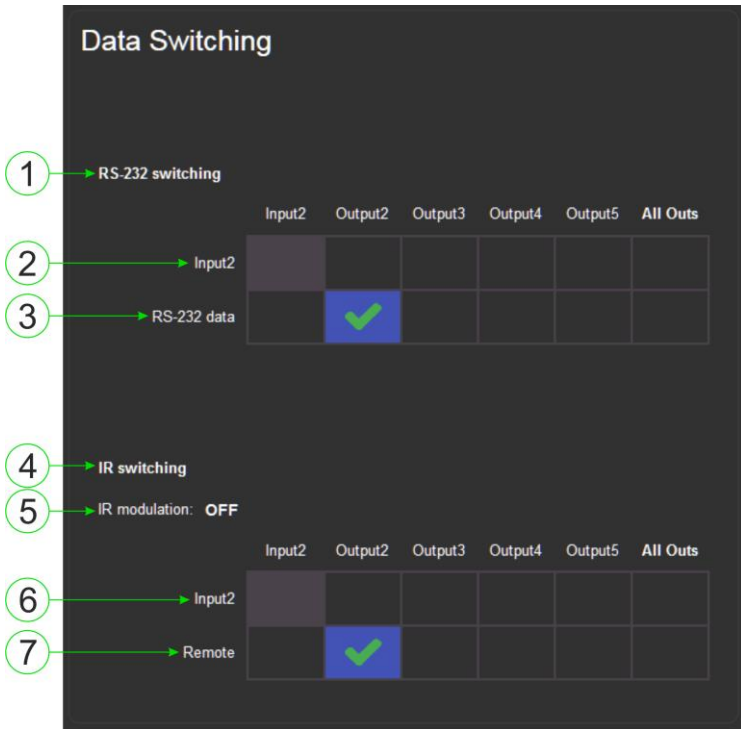 Data Switching
1 RS-232 switching
Input2 Output2 Output3 Output4 Output5 All Outs
2 Input2
3 RS-232 data
4 IR switching
5 IR modulation: OFF
Input2 Output2 Output3 Output4 Output5 All Outs
6 Input2
7 Remote